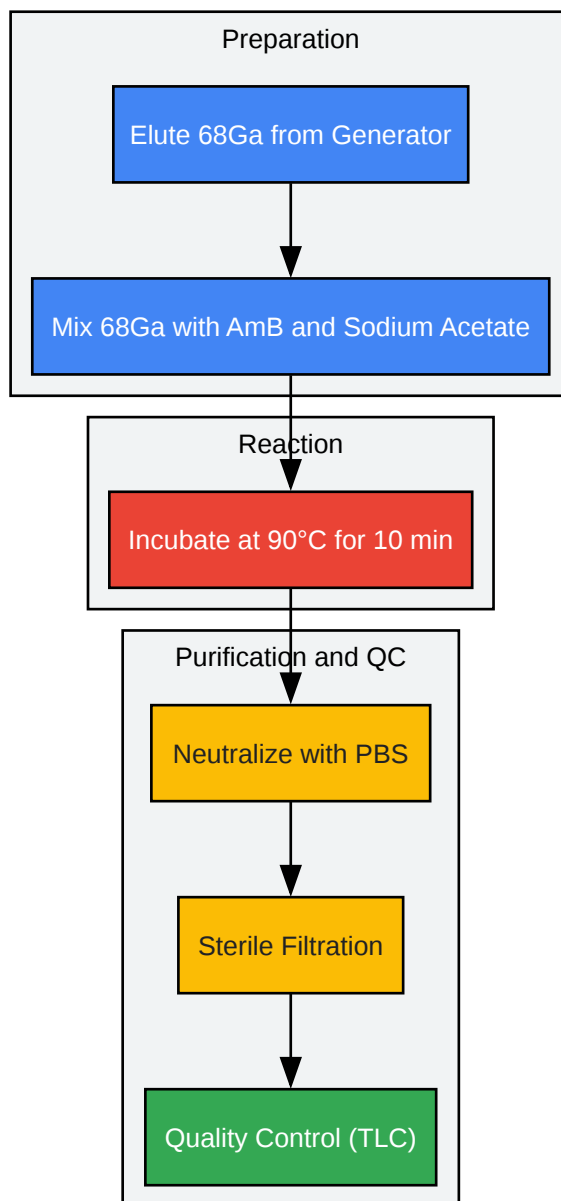 Preparation
Elute 68Ga from Generator
Mix 68Ga with AmB and Sodium Acetate
Reaction
Incubate at 90°C for 10 min
Purification and QC
Neutralize with PBS
Sterile Filtration
Quality Control (TLC)